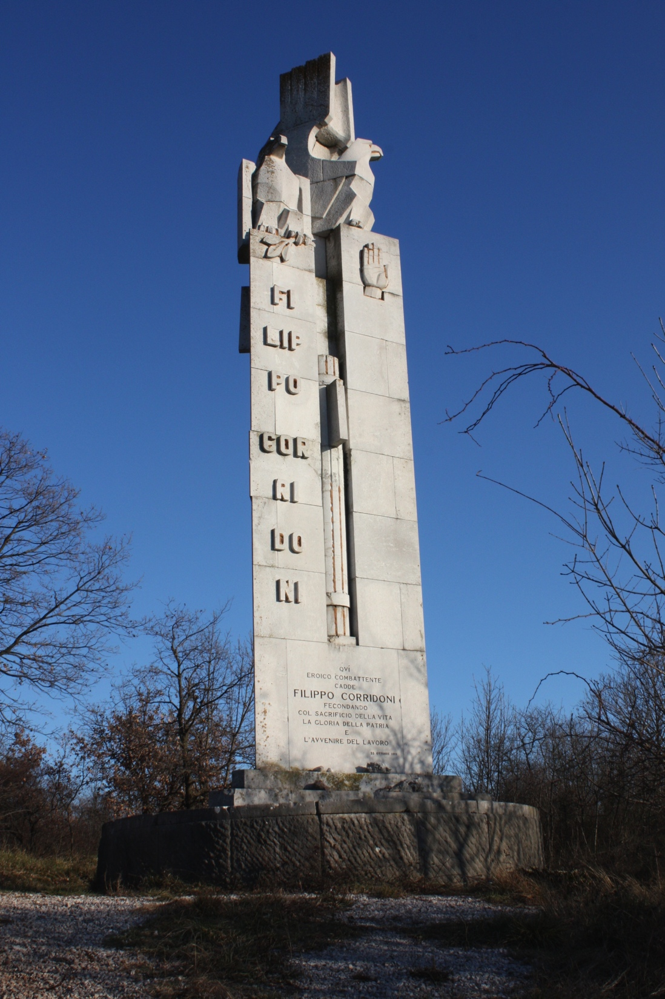 FI
LIP
PO
COR
RI
DO
NI
QVI
EROICO COMBATTENTE
CADDE
FILIPPO CORRIDONI
FECONDANDO
COL SACRIFICIO DELLA VITA
LA GLORIA DELLA PATRIA
E
L'AVVENIRE DEL LAVORO
OTTOBRE